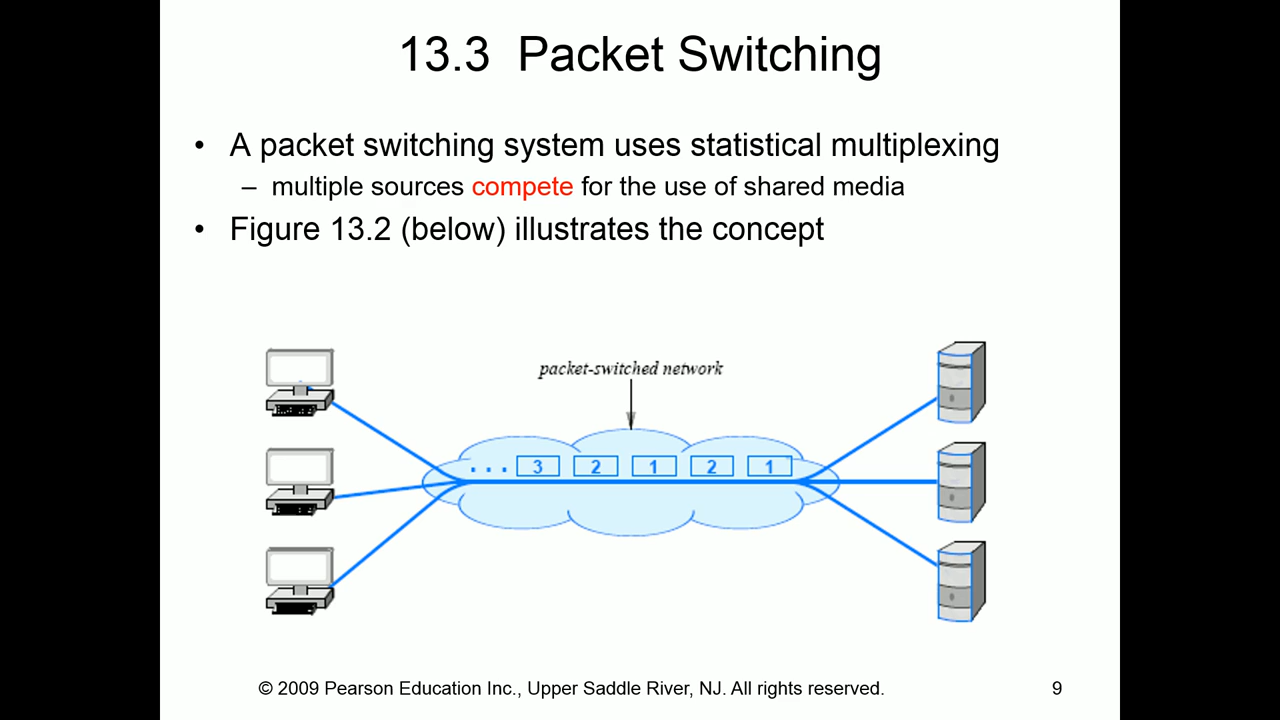 13.3 Packet Switching
• A packet switching system uses statistical multiplexing
– multiple sources compete for the use of shared media
• Figure 13.2 (below) illustrates the concept
packet-switched network
. . . 3 2 1 2 1
© 2009 Pearson Education Inc., Upper Saddle River, NJ. All rights reserved.
9